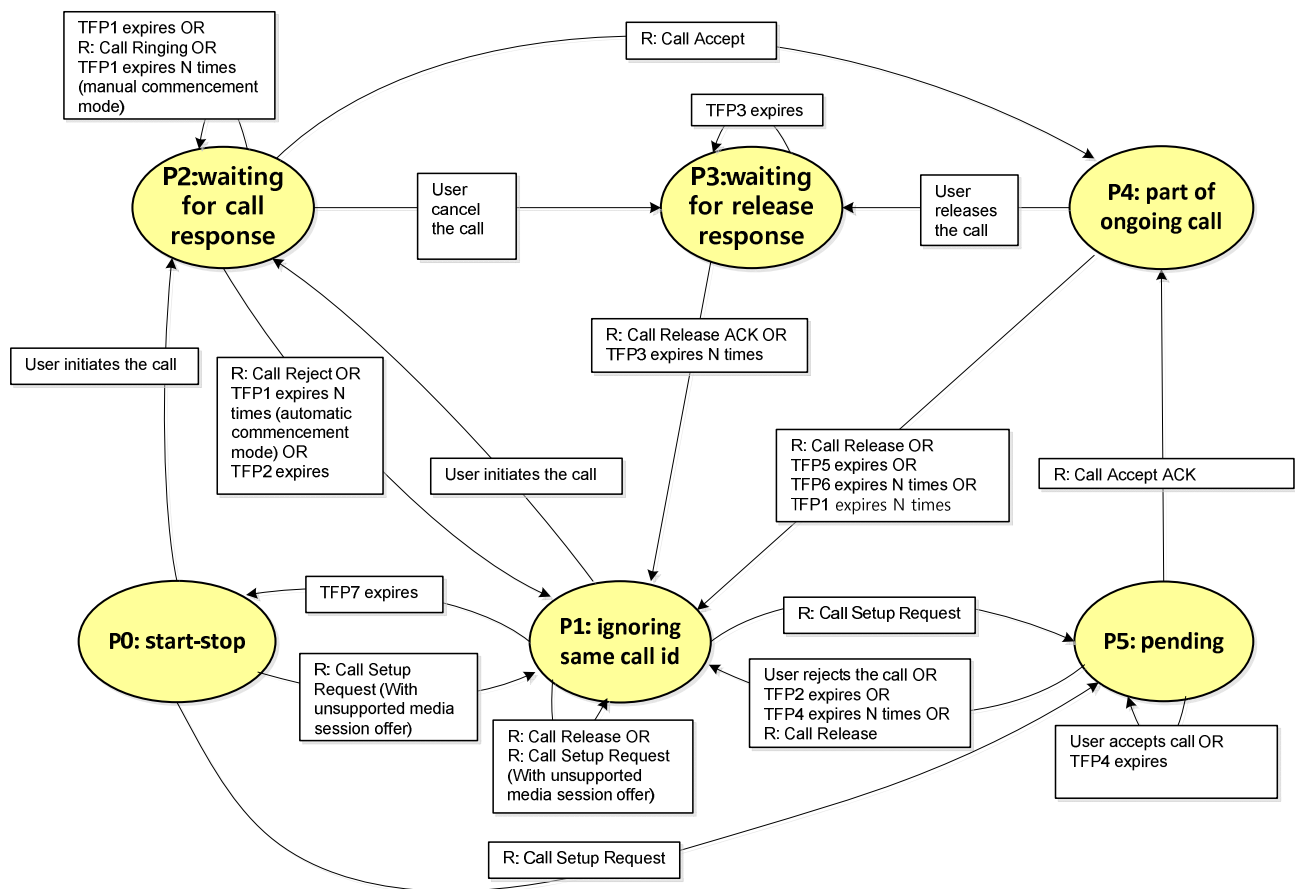 TFP1 expires OR
R: Call Ringing OR
TFP1 expires N times
(manual commencement
mode)
R: Call Accept
TFP3 expires
P2:waiting
for call
response
User
cancel
the call
P3:waiting
for release
response
User
releases
the call
P4: part of
ongoing call
User initiates the call
R: Call Reject OR
TFP1 expires N
times (automatic
commencement
mode) OR
TFP2 expires
User initiates the call
R: Call Release ACK OR
TFP3 expires N times
R: Call Release OR
TFP5 expires OR
TFP6 expires N times OR
TFP1 expires N times
R: Call Accept ACK
P0: start-stop
TFP7 expires
P1: ignoring
same call id
R: Call Setup Request
P5: pending
R: Call Setup
Request (With
unsupported media
session offer)
R: Call Release OR
R: Call Setup Request
(With unsupported
media session offer)
User rejects the call OR
TFP2 expires OR
TFP4 expires N times OR
R: Call Release
User accepts call OR
TFP4 expires
R: Call Setup Request